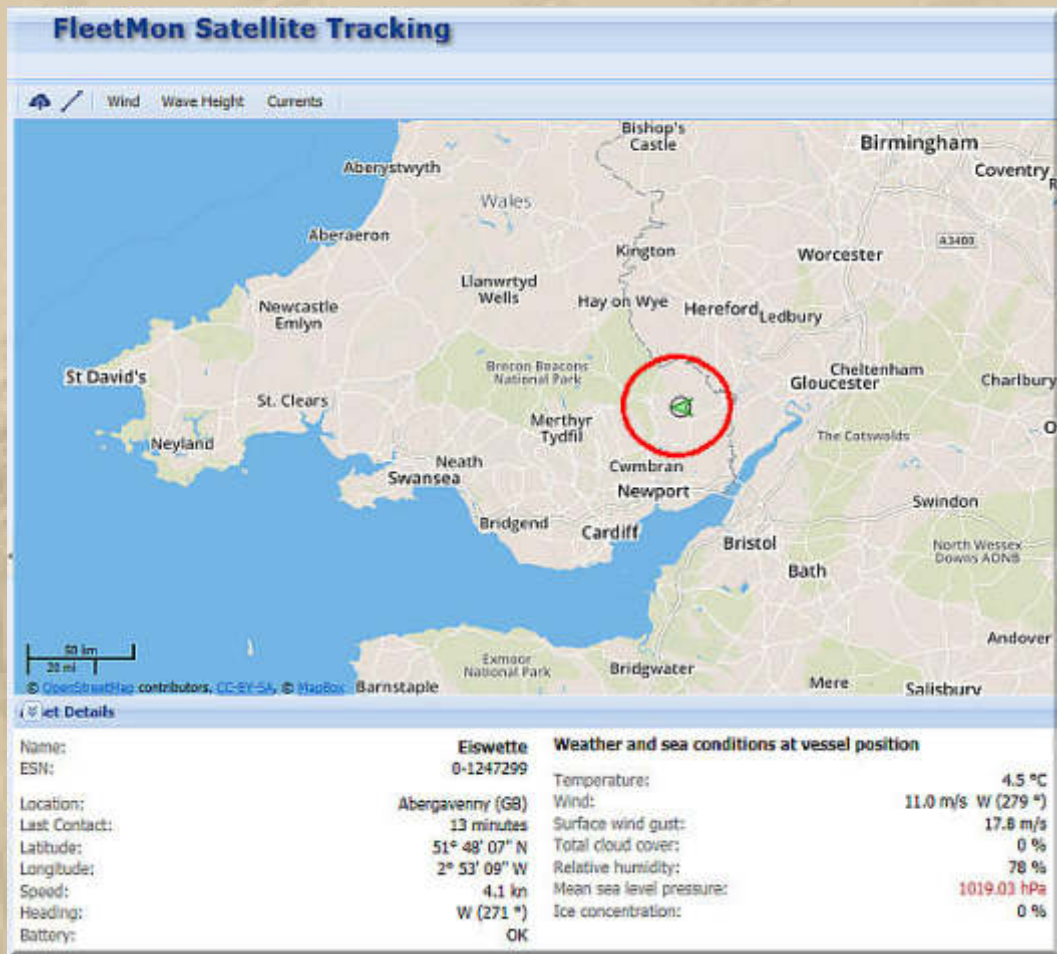 FleetMon Satellite Tracking
Wind Wave Height Currents
Bishop's
Castle
Birmingham
Aberystwyth
Coventry
Wales
Aberaeron
Kington
A3400
Worcester
Llanwrtyd
Wells
Newcastle
Emlyn
Hay on Wye
Hereford
Ledbury
Brecon Beacons
National Park
Cheltenham
St David's
Gloucester
Charlbury
St. Clears
Merthyr
Tydfil
The Cotswolds
Neyland
Neath
Cwmbran
Swansea
Newport
Swindon
Bridgend
Cardiff
Bristol
North Wessex
Downs AONB
Bath
Andover
50 km
20 mi
Exmoor
National Park
Bridgwater
Mere
Salisbury
Barnstaple
© OpenStreetMap contributors, CC-BY-SA, © MapBox
et Details
Name: Eiswette
ESN: 0-1247299
Location: Abergavenny (GB)
Last Contact: 13 minutes
Latitude: 51° 48' 07" N
Longitude: 2° 53' 09" W
Speed: 4.1 kn
Heading: W (271 °)
Battery: OK
Weather and sea conditions at vessel position
Temperature: 4.5 °C
Wind: 11.0 m/s W (279 °)
Surface wind gust: 17.8 m/s
Total cloud cover: 0 %
Relative humidity: 78 %
Mean sea level pressure: 1019.03 hPa
Ice concentration: 0 %